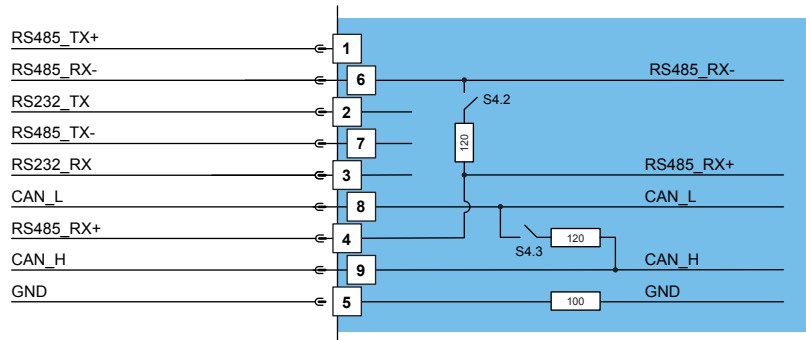 RS485_TX+
1
RS485_RX-
6
RS485_RX-
S4.2
RS232_TX
2
120
RS485_TX-
7
RS232_RX
3
RS485_RX+
CAN_L
8
CAN_L
RS485_RX+
4
S4.3
120
CAN_H
9
CAN_H
GND
5
100
GND